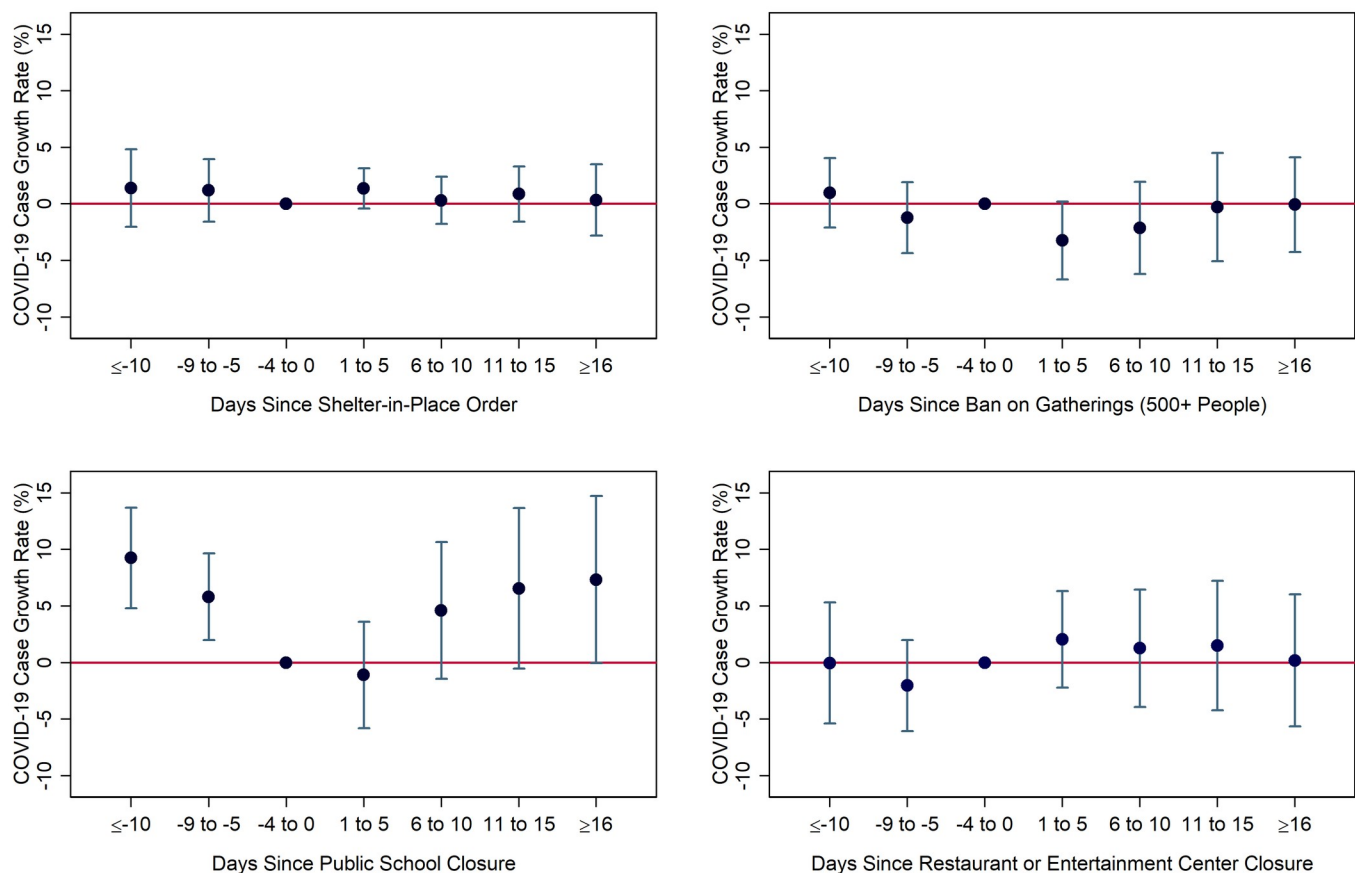 COVID-19 Case Growth Rate (%)
15
10
5
0
-5
-10
≤-10 -9 to -5 -4 to 0 1 to 5 6 to 10 11 to 15 ≥16
Days Since Shelter-in-Place Order
COVID-19 Case Growth Rate (%)
15
10
5
0
-5
-10
≤-10 -9 to -5 -4 to 0 1 to 5 6 to 10 11 to 15 ≥16
Days Since Ban on Gatherings (500+ People)
COVID-19 Case Growth Rate (%)
15
10
5
0
-5
-10
≤-10 -9 to -5 -4 to 0 1 to 5 6 to 10 11 to 15 ≥16
Days Since Public School Closure
COVID-19 Case Growth Rate (%)
15
10
5
0
-5
-10
≤-10 -9 to -5 -4 to 0 1 to 5 6 to 10 11 to 15 ≥16
Days Since Restaurant or Entertainment Center Closure